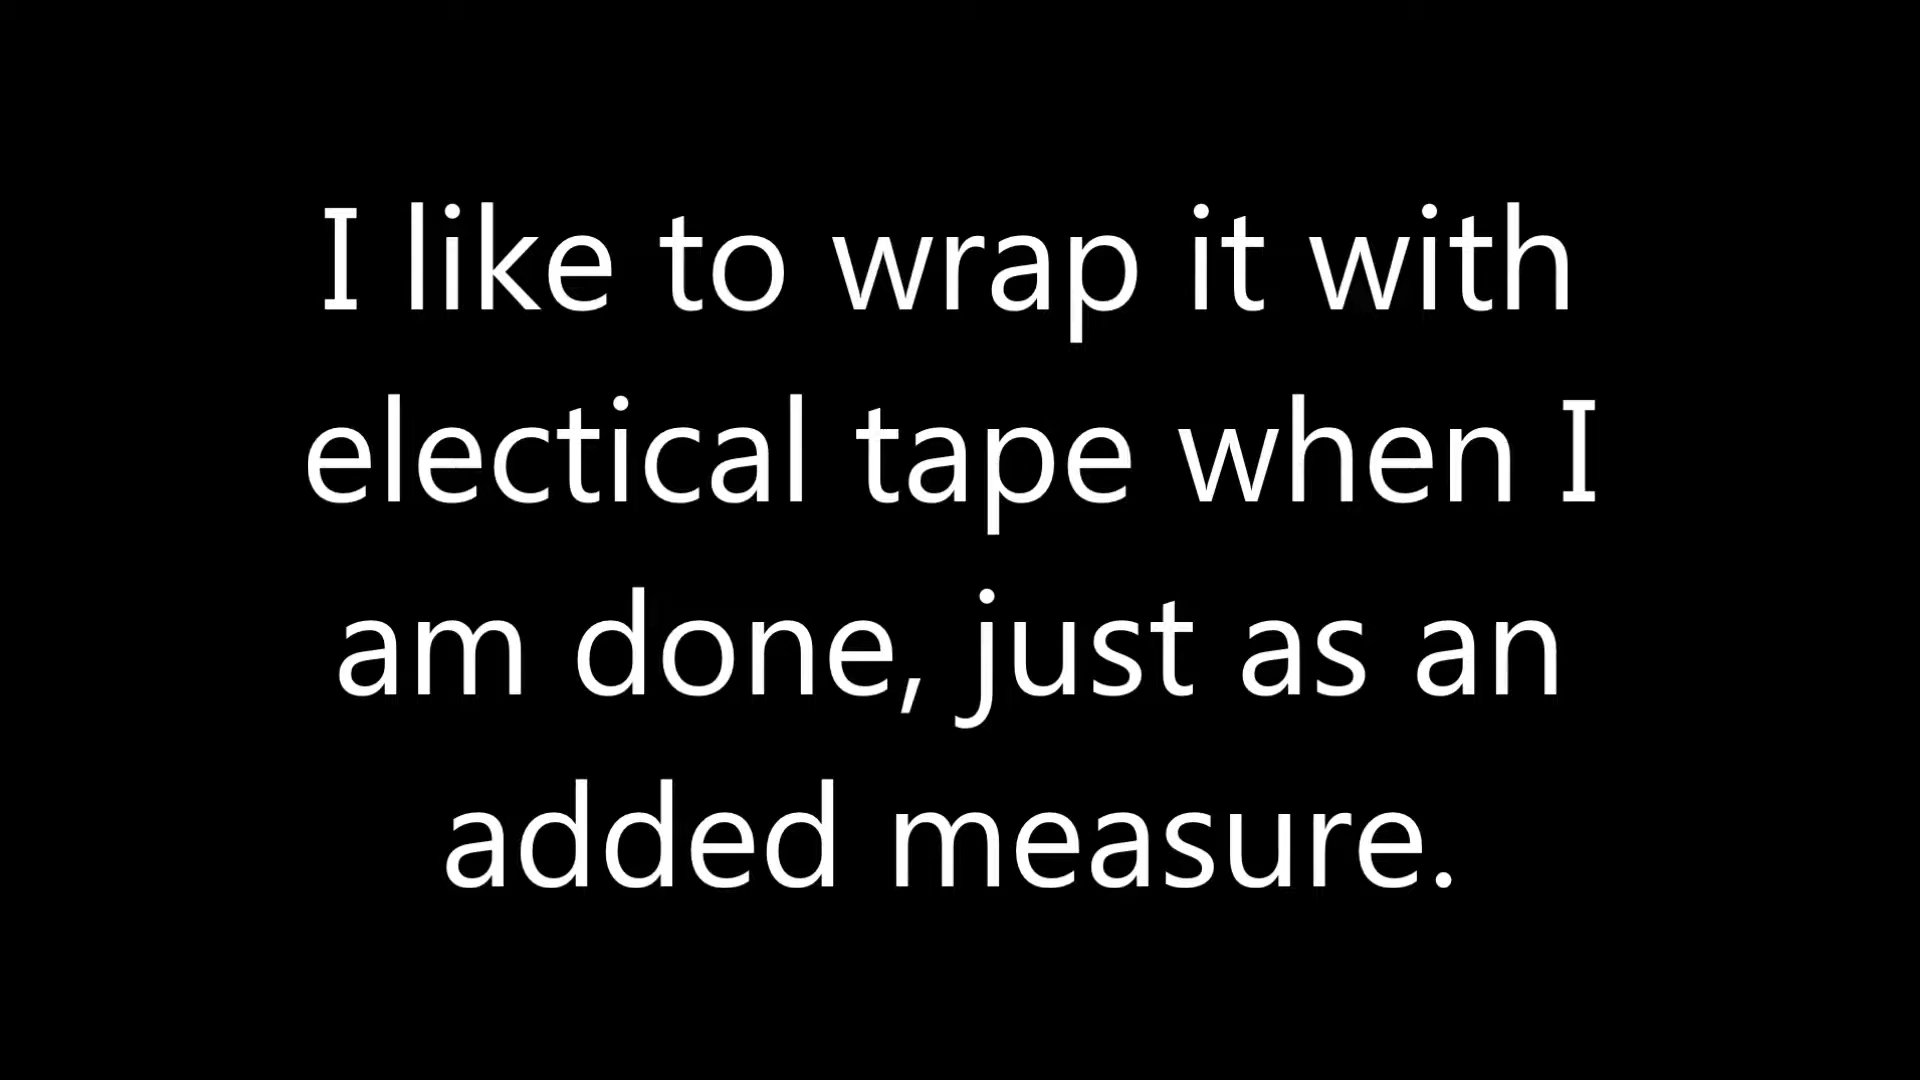 I like to wrap it with
electical tape when I
am done, just as an
added measure.